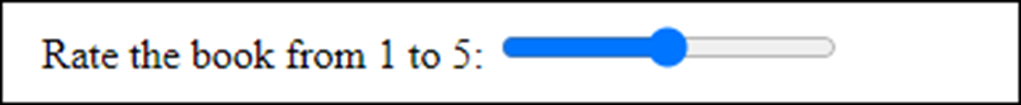 Rate the book from 1 to 5: